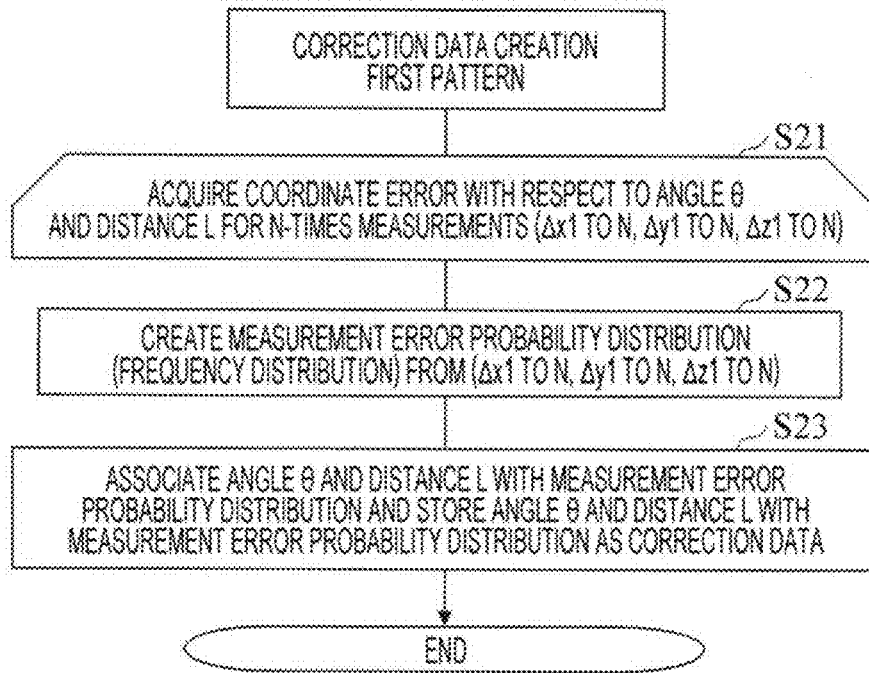 CORRECTION DATA CREATION
FIRST PATTERN
S21
ACQUIRE COORDINATE ERROR WITH RESPECT TO ANGLE θ
AND DISTANCE L FOR N-TIMES MEASUREMENTS (Δx1 TO N, Δy1 TO N, Δz1 TO N)
S22
CREATE MEASUREMENT ERROR PROBABILITY DISTRIBUTION
(FREQUENCY DISTRIBUTION) FROM (Δx1 TO N, Δy1 TO N, Δz1 TO N)
S23
ASSOCIATE ANGLE θ AND DISTANCE L WITH MEASUREMENT ERROR
PROBABILITY DISTRIBUTION AND STORE ANGLE θ AND DISTANCE L WITH
MEASUREMENT ERROR PROBABILITY DISTRIBUTION AS CORRECTION DATA
END